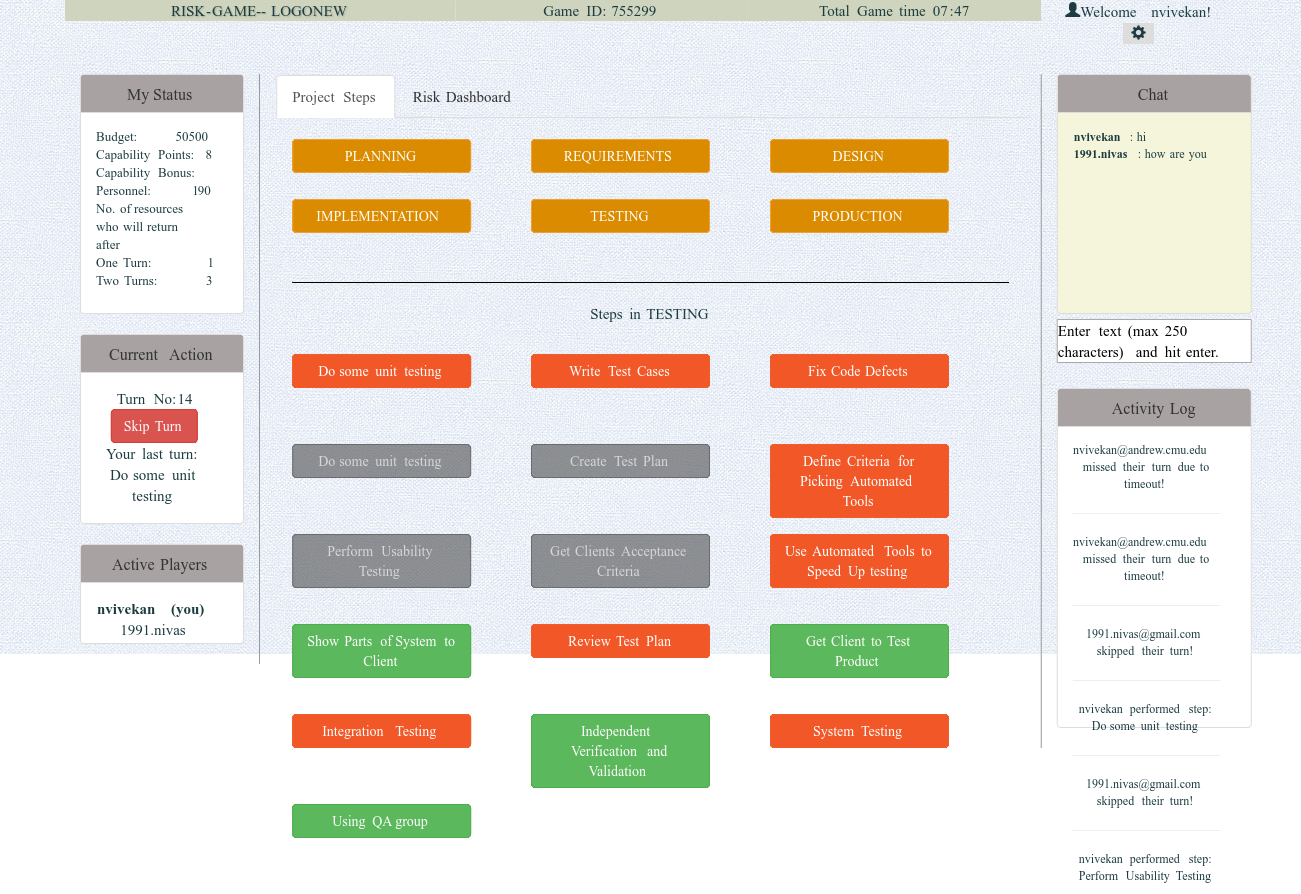 RISK-GAME-- LOGONEW Game ID: 755299 Total Game time 07:47 Welcome nvivekan!
My Status
Budget: 50500
Capability Points: 8
Capability Bonus:
Personnel: 190
No. of resources
who will return
after
One Turn: 1
Two Turns: 3
Current Action
Turn No:14
Skip Turn
Your last turn:
Do some unit
testing
Active Players
nvivekan (you)
1991.nivas
Project Steps Risk Dashboard
PLANNING REQUIREMENTS DESIGN
IMPLEMENTATION TESTING PRODUCTION
Steps in TESTING
Do some unit testing Write Test Cases Fix Code Defects
Do some unit testing Create Test Plan
Define Criteria for
Picking Automated
Tools
Perform Usability
Testing
Get Clients Acceptance
Criteria
Use Automated Tools to
Speed Up testing
Show Parts of System to
Client
Review Test Plan
Get Client to Test
Product
Integration Testing
Independent
Verification and
Validation
System Testing
Using QA group
Chat
nvivekan : hi
1991.nivas : how are you
Enter text (max 250
characters) and hit enter.
Activity Log
nvivekan@andrew.cmu.edu
missed their turn due to
timeout!
nvivekan@andrew.cmu.edu
missed their turn due to
timeout!
1991.nivas@gmail.com
skipped their turn!
nvivekan performed step:
Do some unit testing
1991.nivas@gmail.com
skipped their turn!
nvivekan performed step:
Perform Usability Testing